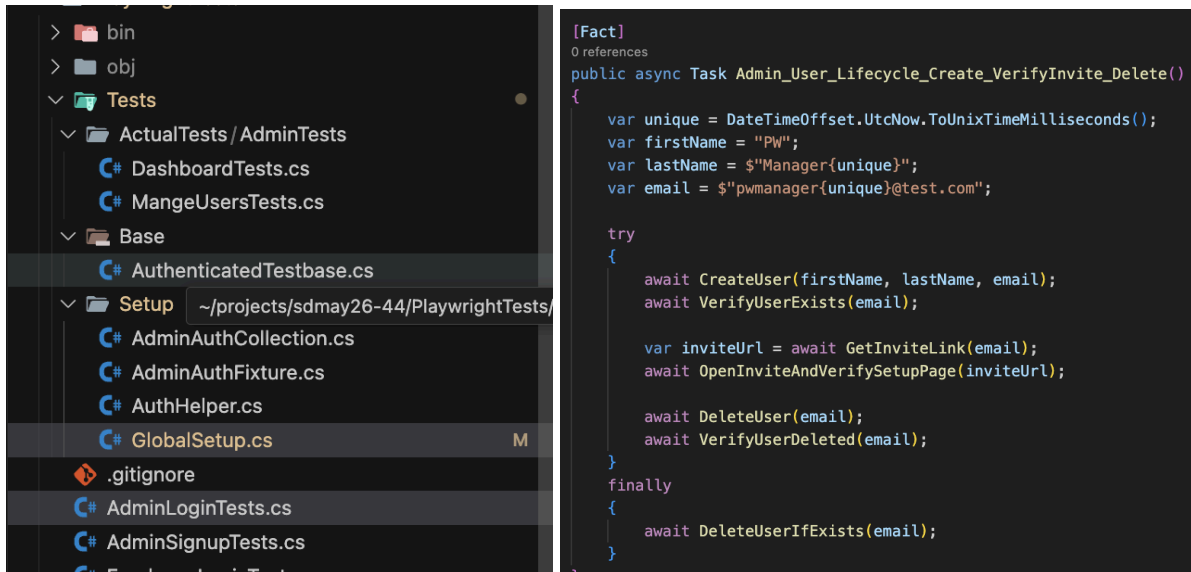 bin
obj
Tests
ActualTests/AdminTests
DashboardTests.cs
MangeUsersTests.cs
Base
AuthenticatedTestbase.cs
Setup
~/projects/sdmay26-44/PlaywrightTests/
AdminAuthCollection.cs
AdminAuthFixture.cs
AuthHelper.cs
GlobalSetup.cs M
.gitignore
AdminLoginTests.cs
AdminSignupTests.cs
[Fact]
0 references
public async Task Admin_User_Lifecycle_Create_VerifyInvite_Delete()
{
var unique = DateTimeOffset.UtcNow.ToUnixTimeMilliseconds();
var firstName = "PW";
var lastName = $"Manager{unique}";
var email = $"pwmanager{unique}@test.com";
try
{
await CreateUser(firstName, lastName, email);
await VerifyUserExists(email);
var inviteUrl = await GetInviteLink(email);
await OpenInviteAndVerifySetupPage(inviteUrl);
await DeleteUser(email);
await VerifyUserDeleted(email);
}
finally
{
await DeleteUserIfExists(email);
}